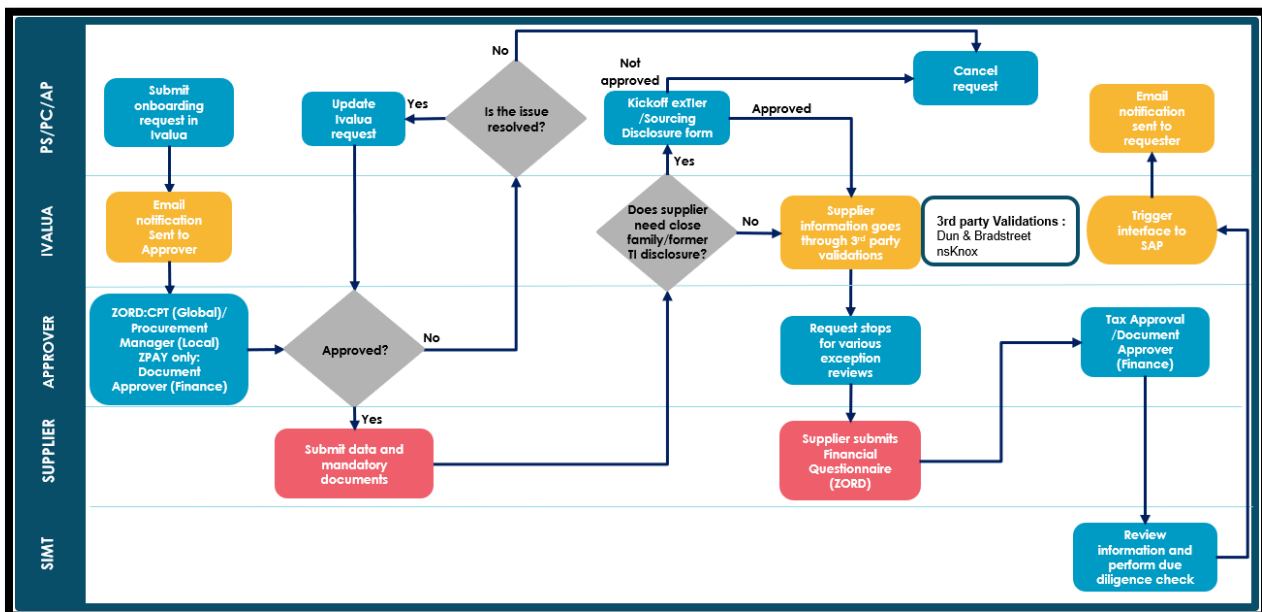 PS/PC/AP
Submit
onboarding
request in
Ivalua
Update
Ivalua
request
Yes
Is the issue
resolved?
No
Not
approved
Kickoff exTIer
/Sourcing
Disclosure form
Approved
Yes
Cancel
request
Email
notification
sent to
requester
IVALUA
Email
notification
Sent to
Approver
Does supplier
need close
family/former
TI disclosure?
No
Supplier
information goes
through 3rd party
validations
3rd party Validations :
Dun & Bradstreet
nsKnox
Trigger
interface to
SAP
APPROVER
ZORD:CPT (Global)/
Procurement
Manager (Local)
ZPAY only:
Document
Approver (Finance)
Approved?
No
Yes
Request stops
for various
exception
reviews
Tax Approval
/Document
Approver
(Finance)
SUPPLIER
Submit data and
mandatory
documents
Supplier submits
Financial
Questionnaire
(ZORD)
SIMT
Review
information and
perform due
diligence check